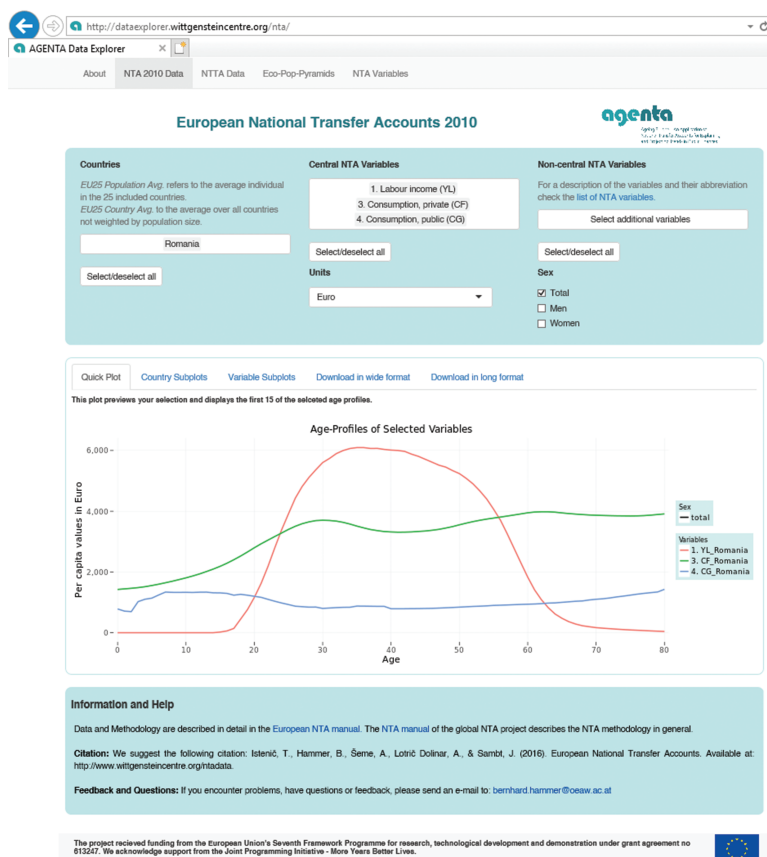 http://dataexplorer.wittgensteincentre.org/nta/
AGENTA Data Explorer
About NTA 2010 Data NTTA Data Eco-Pop-Pyramids NTA Variables
European National Transfer Accounts 2010
agenta
Countries
EU25 Population Avg. refers to the average individual
in the 25 included countries.
EU25 Country Avg. to the average over all countries
not weighted by population size.
Romania
Select/deselect all
Central NTA Variables
1. Labour income (YL)
3. Consumption, private (CF)
4. Consumption, public (CG)
Select/deselect all
Units
Euro
Non-central NTA Variables
For a description of the variables and their abbreviation
check the list of NTA variables.
Select additional variables
Select/deselect all
Sex
Total
Men
Women
Quick Plot Country Subplots Variable Subplots Download in wide format Download in long format
This plot previews your selection and displays the first 15 of the selceted age profiles.
Age-Profiles of Selected Variables
Per capita values in Euro
6,000
4,000
2,000
0
0 10 20 30 40 50 60 70 80
Age
Sex
total
Variables
1. YL_Romania
3. CF_Romania
4. CG_Romania
Information and Help
Data and Methodology are described in detail in the European NTA manual. The NTA manual of the global NTA project describes the NTA methodology in general.
Citation: We suggest the following citation: Istenič, T., Hammer, B., Šeme, A., Lotrič Dolinar, A., & Sambt, J. (2016). European National Transfer Accounts. Available at:
http://www.wittgensteincentre.org/ntadata.
Feedback and Questions: If you encounter problems, have questions or feedback, please send an e-mail to: bernhard.hammer@oeaw.ac.at
The project recieved funding from the European Union's Seventh Framework Programme for research, technological development and demonstration under grant agreement no
613247. We acknowledge support from the Joint Programming Initiative - More Years Better Lives.